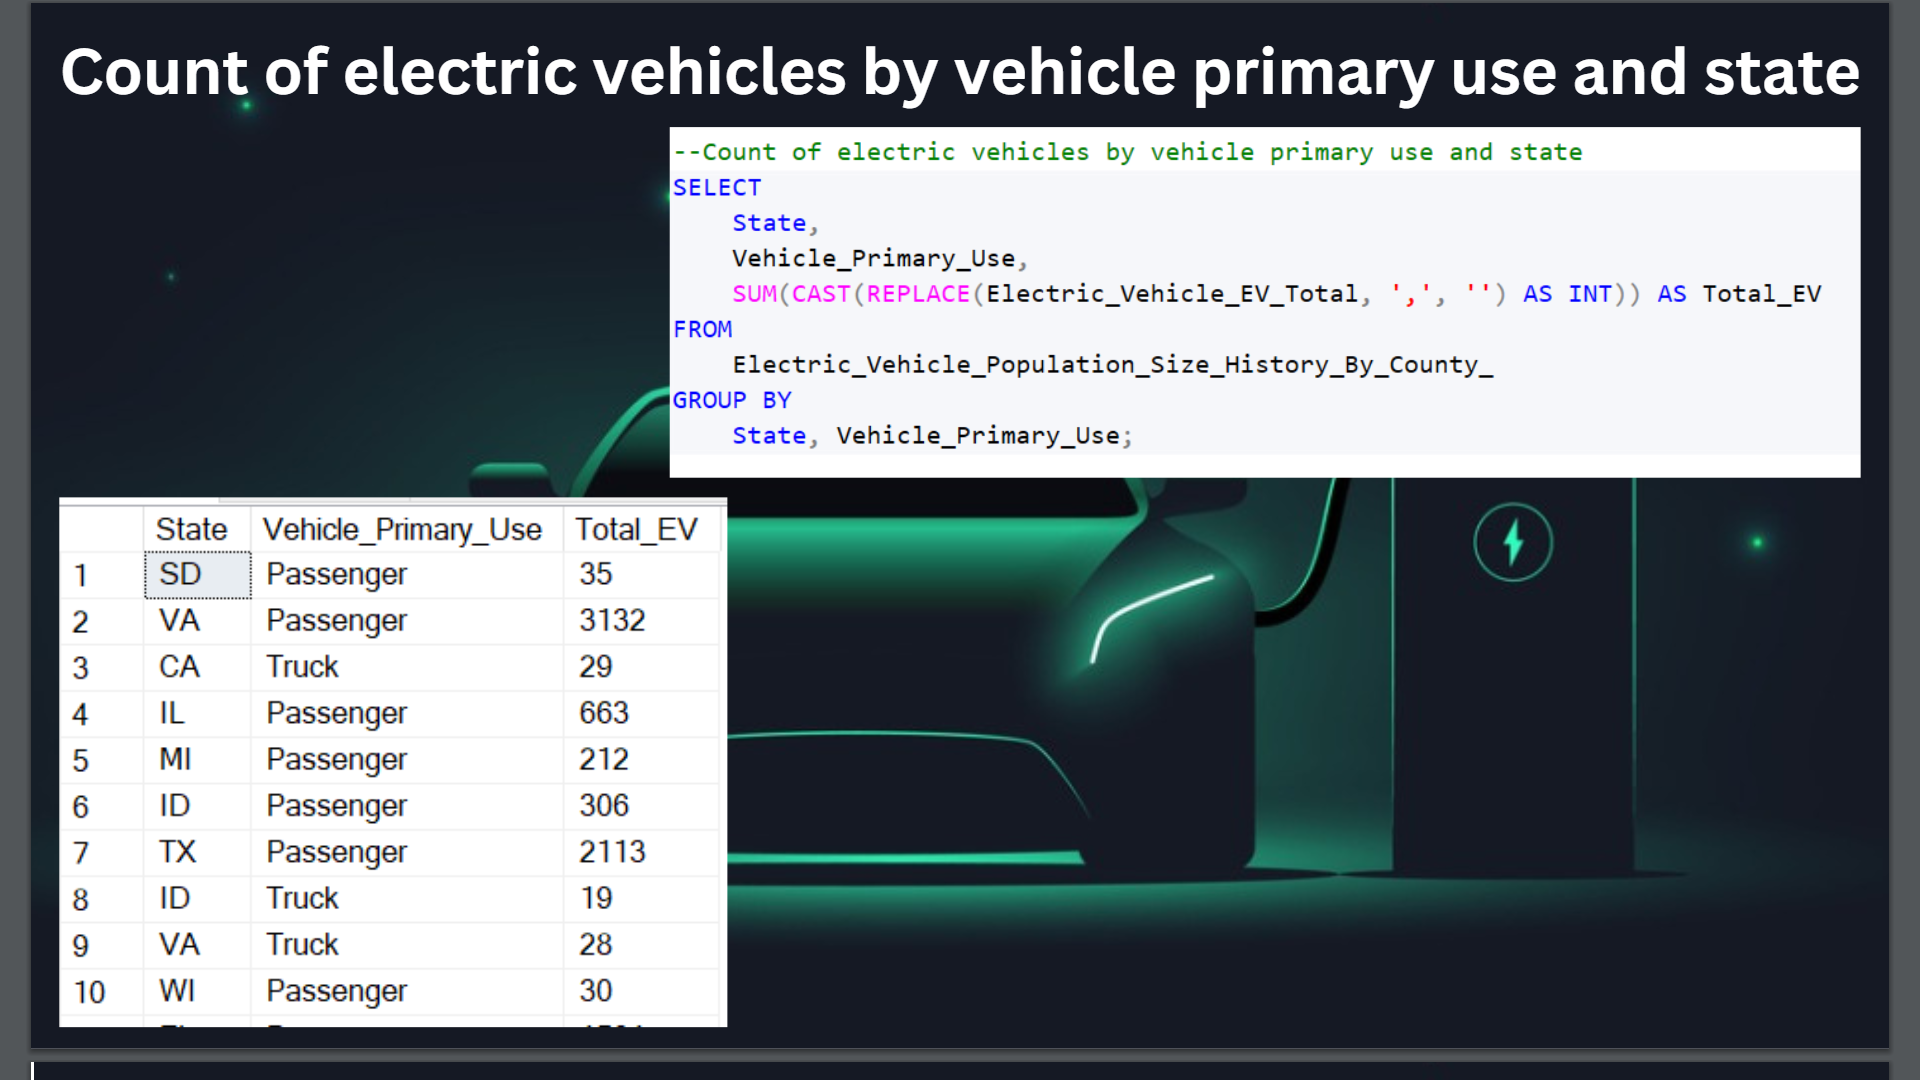 Count of electric vehicles by vehicle primary use and state
--Count of electric vehicles by vehicle primary use and state
SELECT
State,
Vehicle_Primary_Use,
SUM(CAST(REPLACE(Electric_Vehicle_EV_Total, ',', '') AS INT)) AS Total_EV
FROM
Electric_Vehicle_Population_Size_History_By_County_
GROUP BY
State, Vehicle_Primary_Use;
State Vehicle_Primary_Use Total_EV
1 SD Passenger 35
2 VA Passenger 3132
3 CA Truck 29
4 IL Passenger 663
5 MI Passenger 212
6 ID Passenger 306
7 TX Passenger 2113
8 ID Truck 19
9 VA Truck 28
10 WI Passenger 30